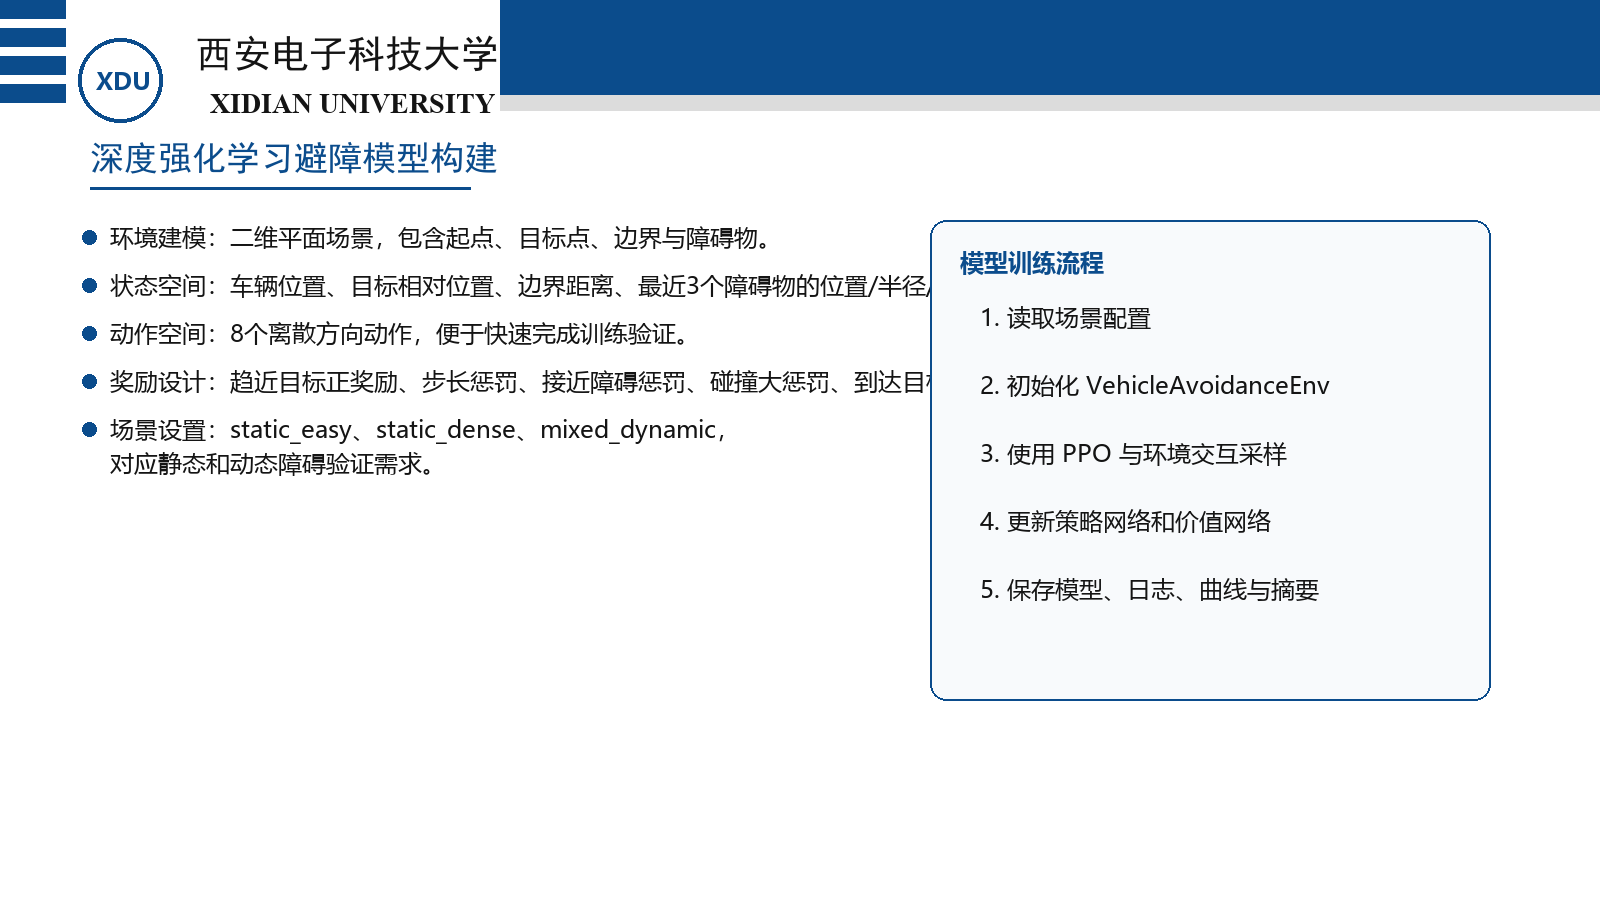 西安电子科技大学
XDU
XIDIAN UNIVERSITY
深度强化学习避障模型构建
环境建模：二维平面场景，包含起点、目标点、边界与障碍物。
状态空间：车辆位置、目标相对位置、边界距离、最近3个障碍物的位置/半径/
动作空间：8个离散方向动作，便于快速完成训练验证。
奖励设计：趋近目标正奖励、步长惩罚、接近障碍惩罚、碰撞大惩罚、到达目
场景设置：static_easy、static_dense、mixed_dynamic，
对应静态和动态障碍验证需求。
模型训练流程
1. 读取场景配置
2. 初始化 VehicleAvoidanceEnv
3. 使用 PPO 与环境交互采样
4. 更新策略网络和价值网络
5. 保存模型、日志、曲线与摘要